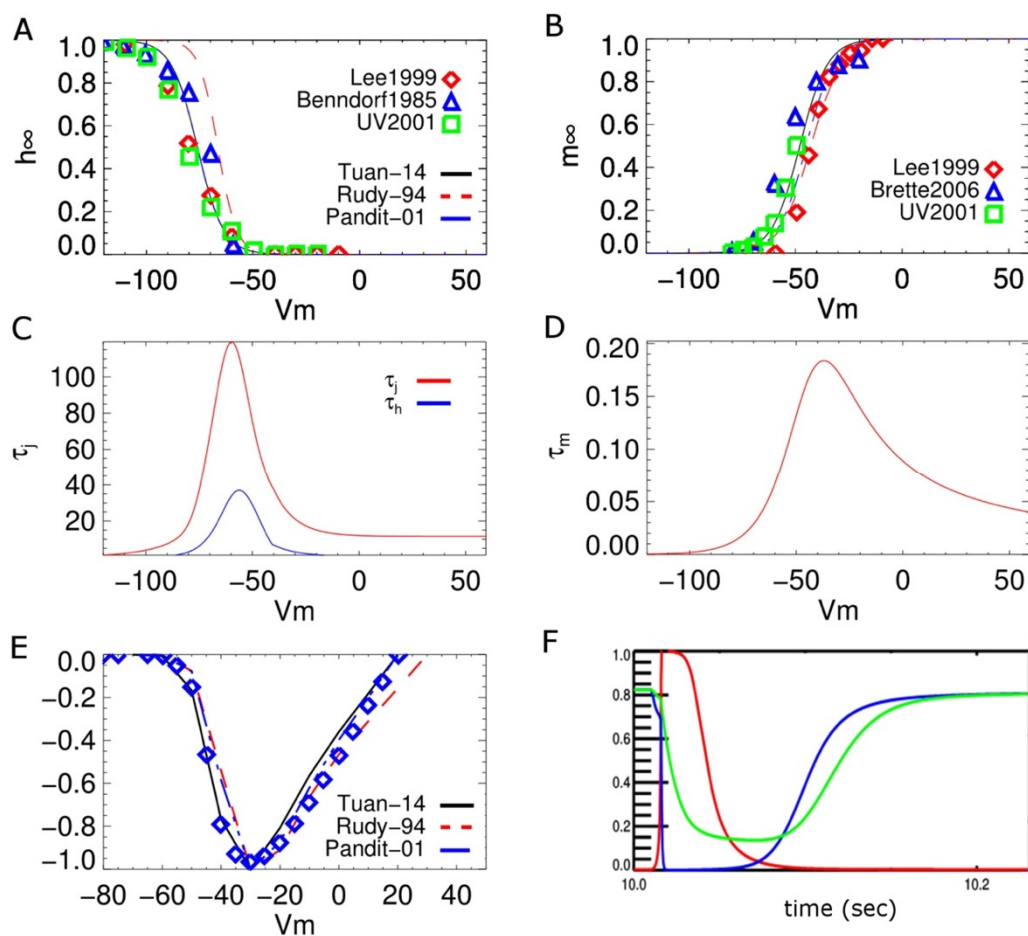 A
h∞
1.0
0.8
0.6
0.4
0.2
0.0
Lee1999
Benndorf1985
UV2001
Tuan-14
Rudy-94
Pandit-01
-100
-50
0
50
Vm
B
m∞
1.0
0.8
0.6
0.4
0.2
0.0
Lee1999
Brette2006
UV2001
-100
-50
0
50
Vm
C
τj
100
80
60
40
20
τj
τh
-100
-50
0
50
Vm
D
τm
0.20
0.15
0.10
0.05
0.00
-100
-50
0
50
Vm
E
0.0
-0.2
-0.4
-0.6
-0.8
-1.0
Tuan-14
Rudy-94
Pandit-01
-80
-60
-40
-20
0
20
40
Vm
F
1.0
0.8
0.6
0.4
0.2
0.0
10.0
10.2
time (sec)